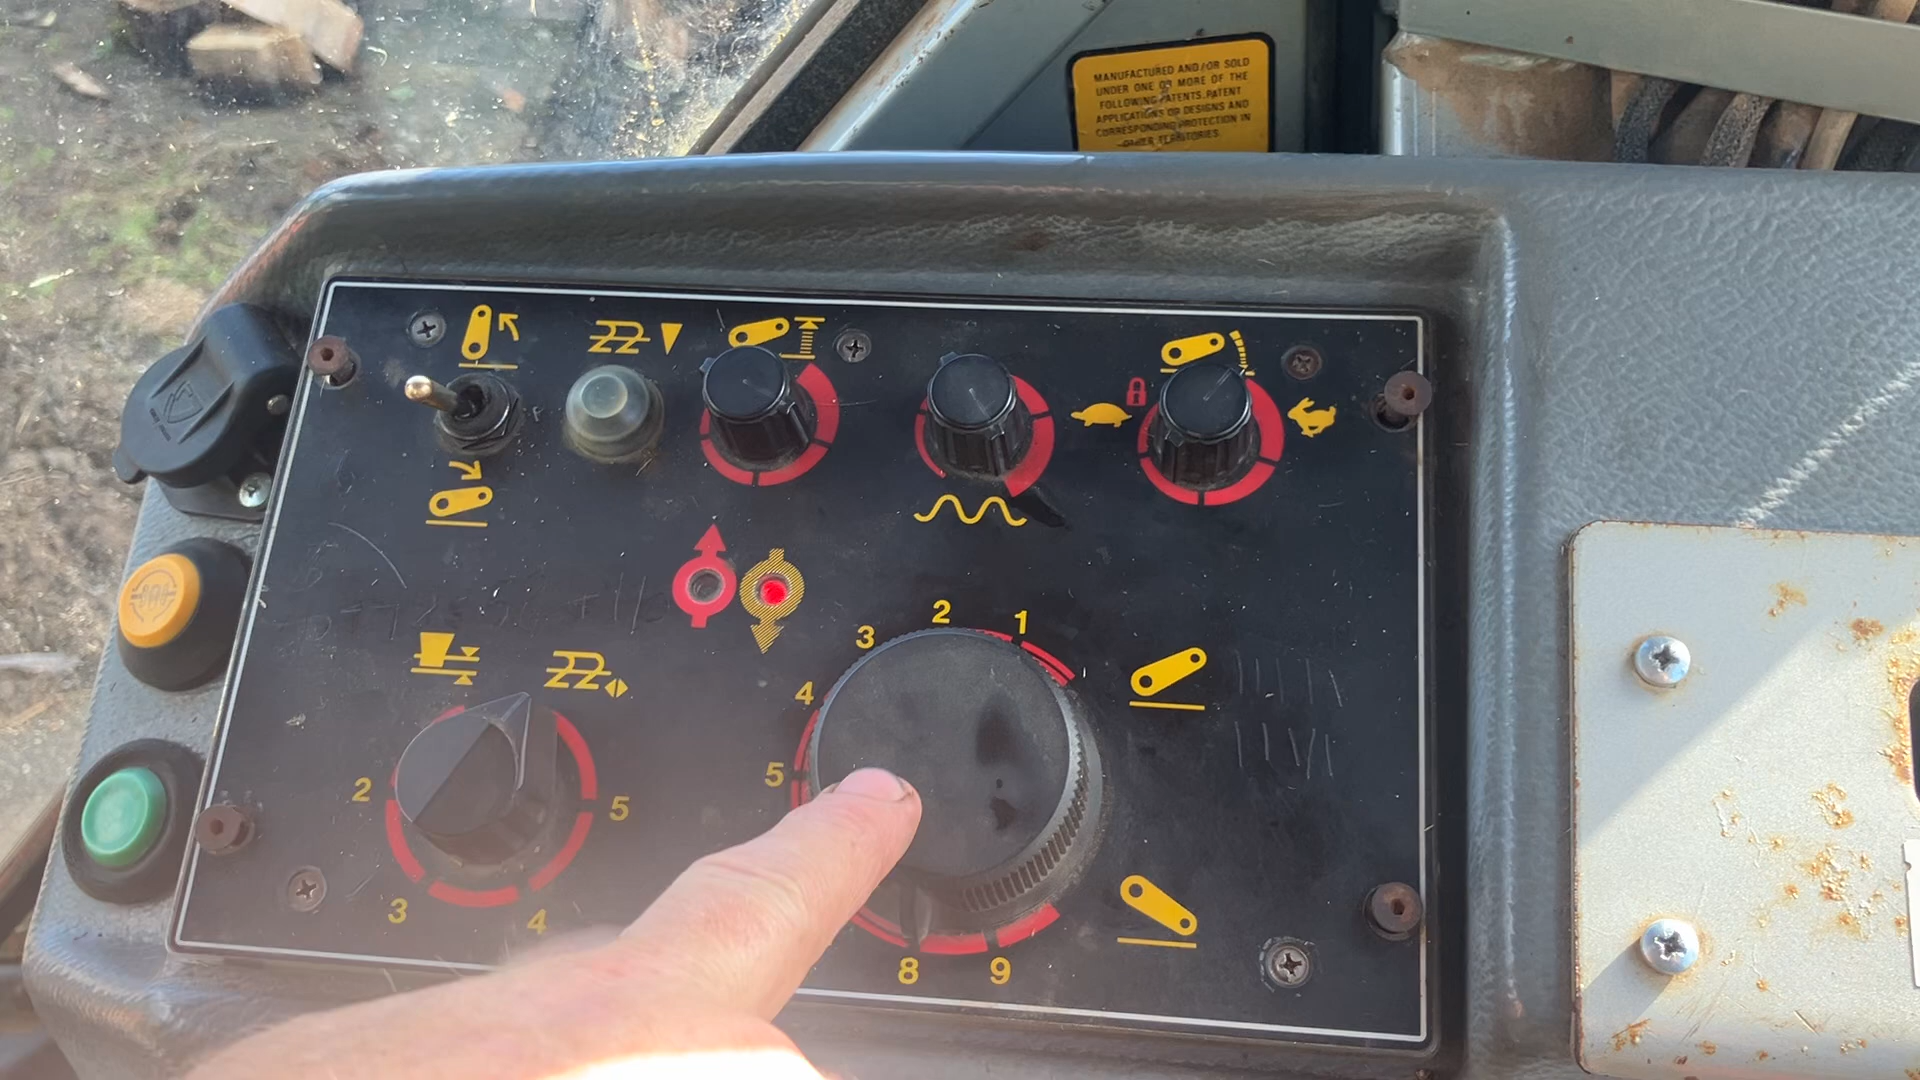 MANUFACTURED AND/OR SOLD
UNDER ONE OR MORE OF THE
FOLLOWING PATENTS, PATENT
APPLICATIONS OR DESIGNS AND
CORRESPONDING PROTECTION IN
OTHER TERRITORIES
2
1
3
4
5
8
9
2
3
4
5